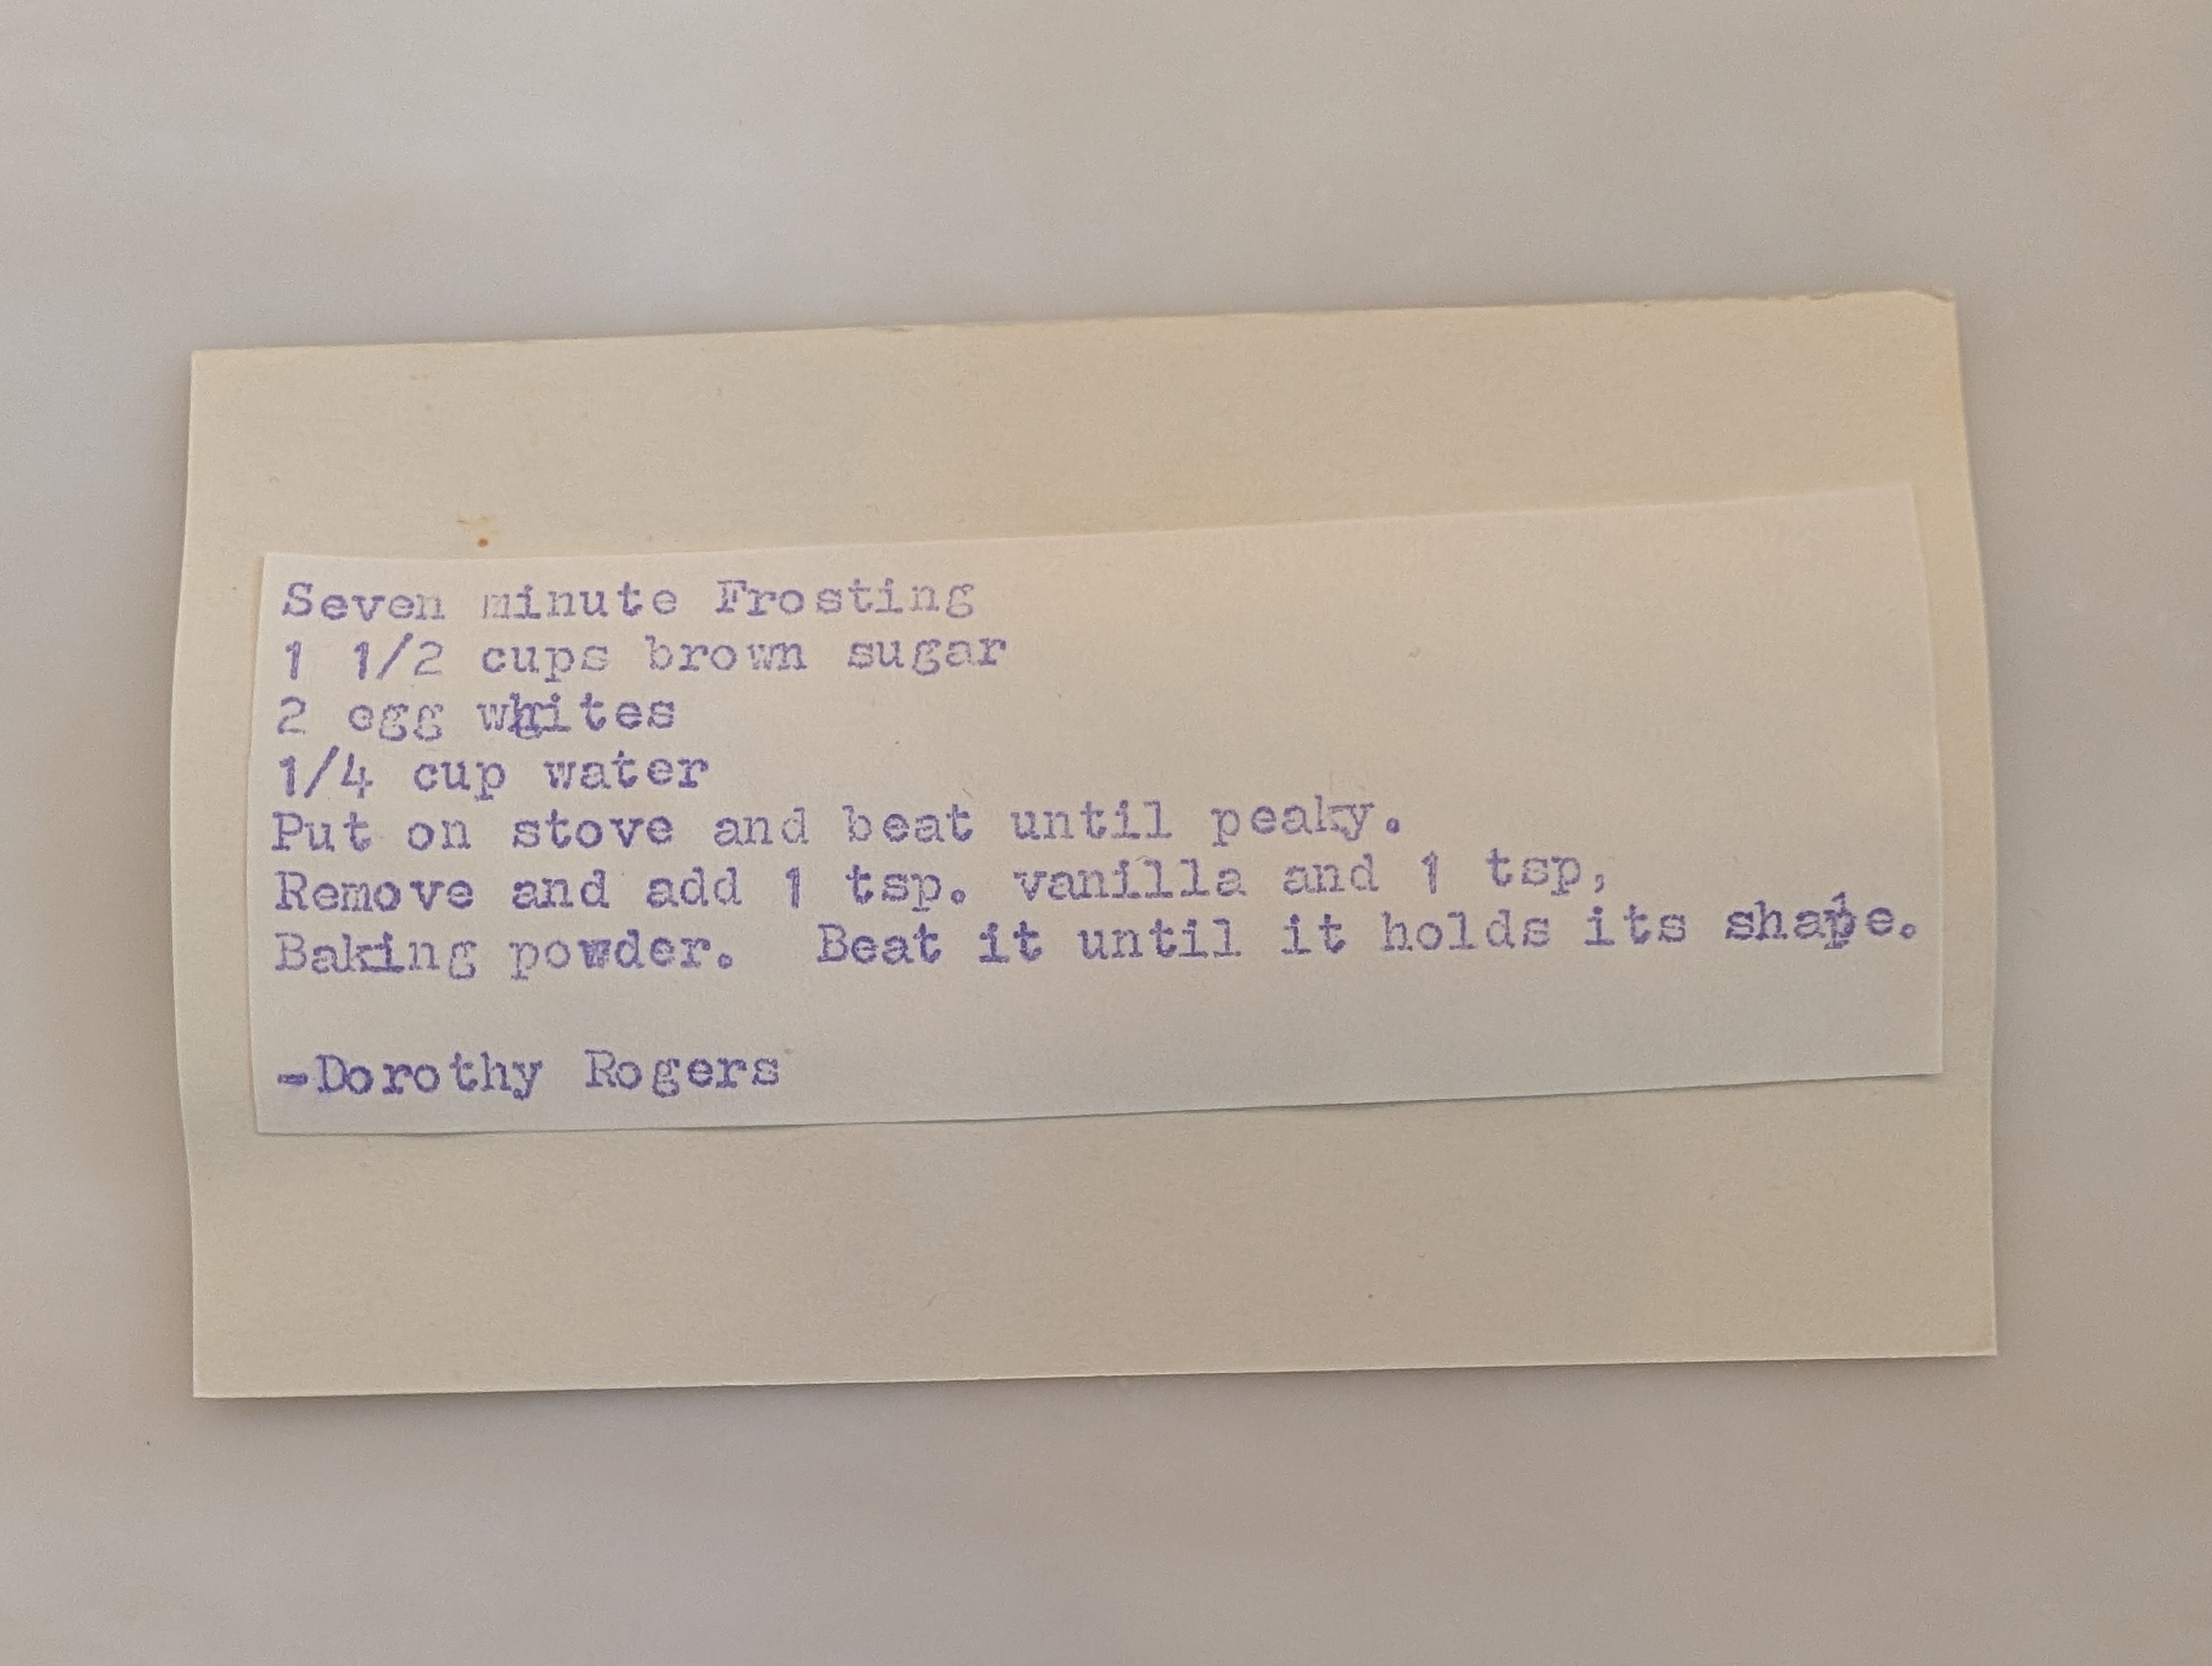 Seven minute Frosting
1 1/2 cups brown sugar
2 egg whites
1/4 cup water
Put on stove and beat until peaky.
Remove and add 1 tsp. vanilla and 1 tsp,
Baking powder.  Beat it until it holds its shape.
-Dorothy Rogers